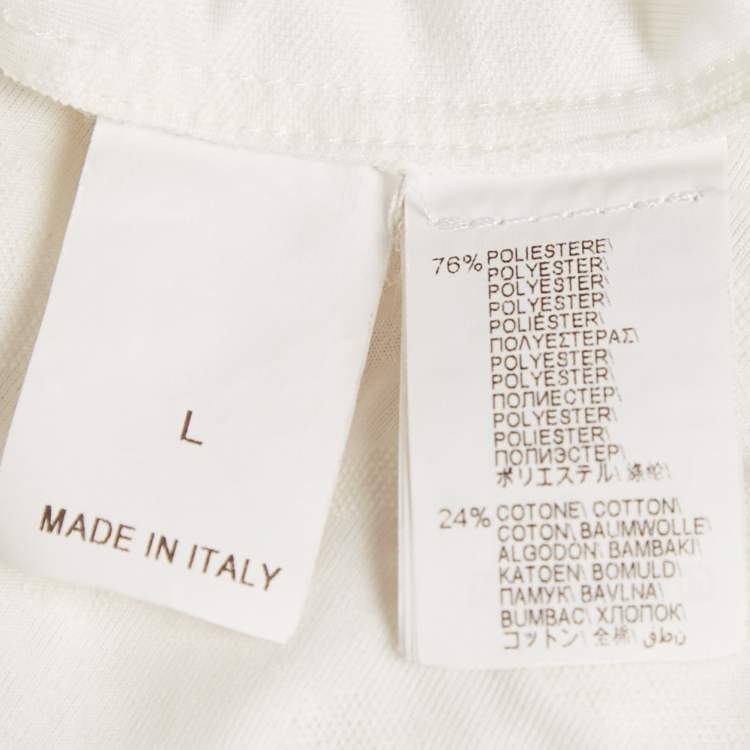 L
MADE IN ITALY
76% POLIESTERE\
POLYESTER\
POLYESTER\
POLYESTER\
POLIÉSTER\
ΠΟΛΥΕΣΤΕΡΑΣ\
POLYESTER\
POLYESTER\
ПОЛИЕСТЕР\
POLYESTER\
POLIESTER\
ПОЛИЭСТЕР\
ポリエステル\ 涤纶\
24% COTONE\ COTTON\
COTON\ BAUMWOLLE\
ALGODÓN\ BAMBAKI\
KATOEN\ BOMULD\
ПАМУК\ BAVLNA\
BUMBAC\ ХЛОПОК\
コットン\ 全棉\ قطن\